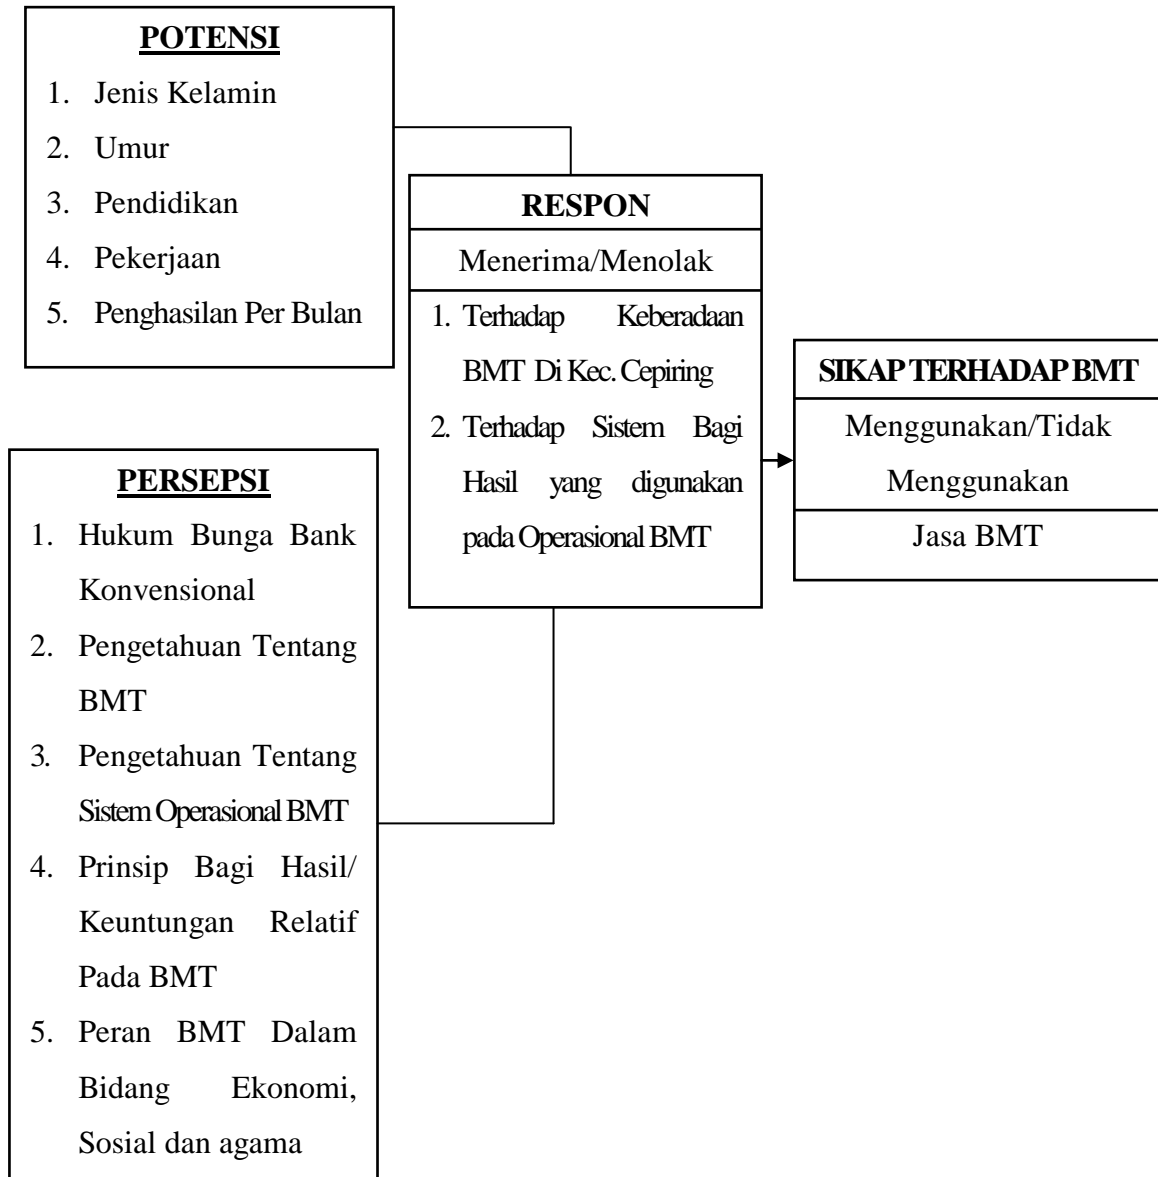 POTENSI
1. Jenis Kelamin
2. Umur
3. Pendidikan
4. Pekerjaan
5. Penghasilan Per Bulan
PERSEPSI
1. Hukum Bunga Bank
Konvensional
2. Pengetahuan Tentang
BMT
3. Pengetahuan Tentang
Sistem Operasional BMT
4. Prinsip Bagi Hasil/
Keuntungan Relatif
Pada BMT
5. Peran BMT Dalam
Bidang Ekonomi,
Sosial dan agama
RESPON
Menerima/Menolak
1. Terhadap Keberadaan
BMT Di Kec. Cepiring
2. Terhadap Sistem Bagi
Hasil yang digunakan
pada Operasional BMT
SIKAP TERHADAP BMT
Menggunakan/Tidak
Menggunakan
Jasa BMT